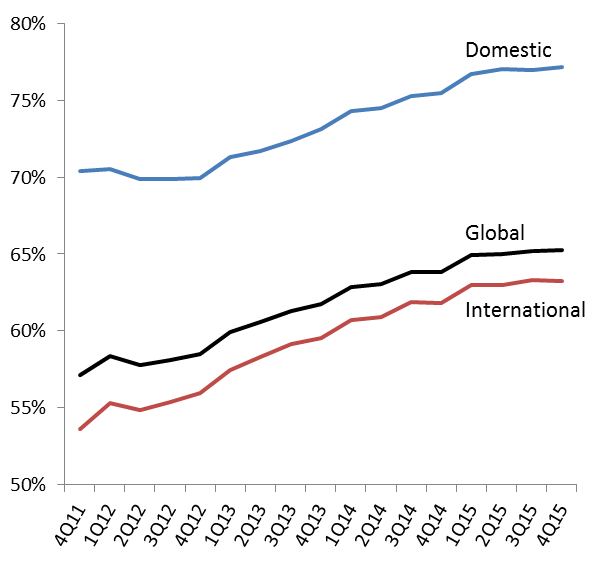 80%
75%
70%
65%
60%
55%
50%
Domestic
Global
International
4Q11
1Q12
2Q12
3Q12
4Q12
1Q13
2Q13
3Q13
4Q13
1Q14
2Q14
3Q14
4Q14
1Q15
2Q15
3Q15
4Q15